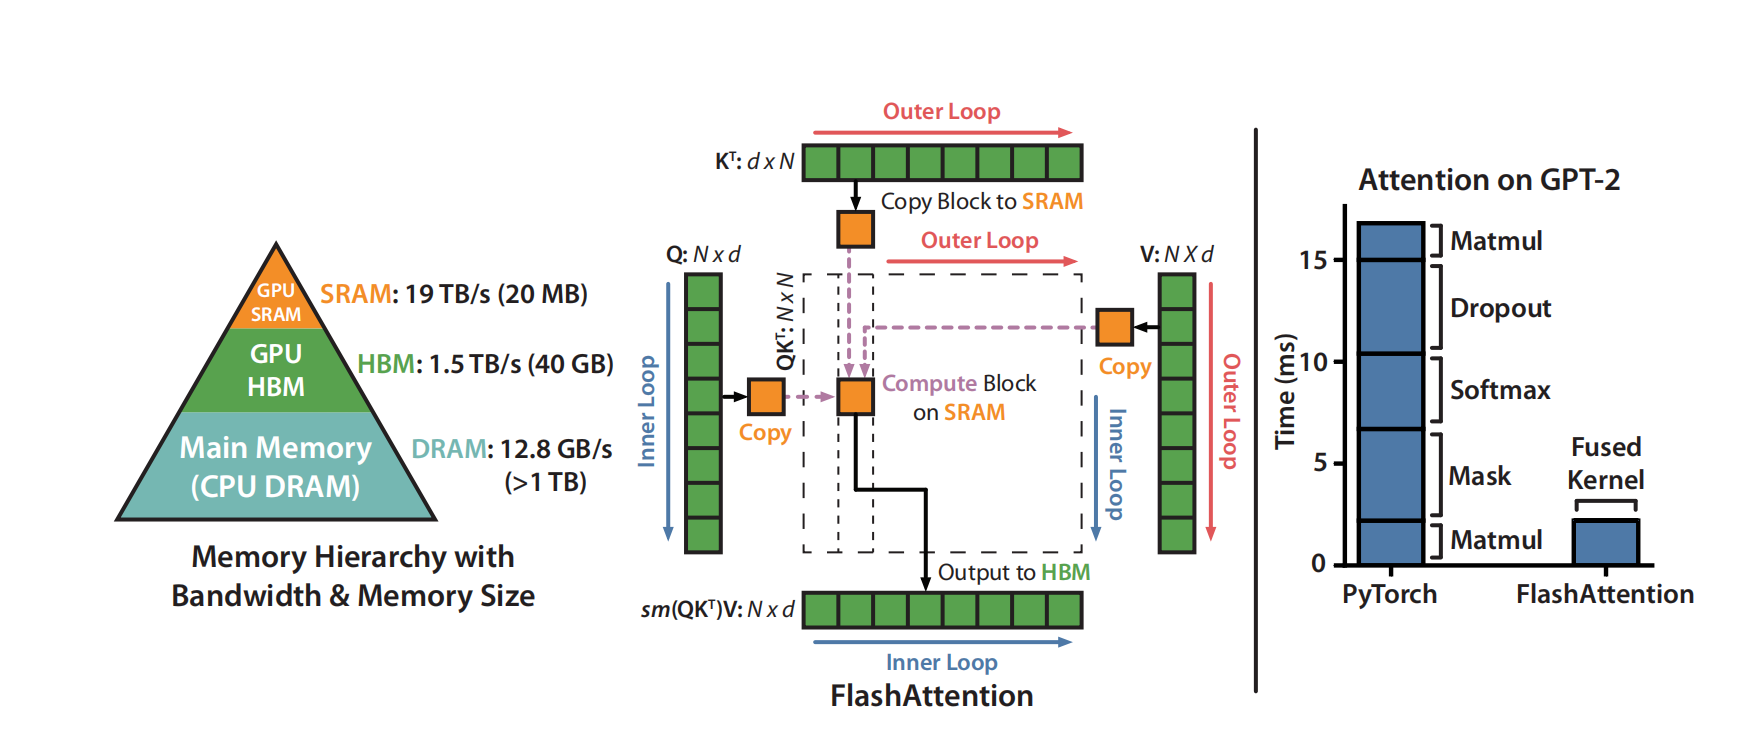 GPU
SRAM
SRAM: 19 TB/s (20 MB)
GPU
HBM
HBM: 1.5 TB/s (40 GB)
Main Memory
(CPU DRAM)
DRAM: 12.8 GB/s
(>1 TB)
Memory Hierarchy with
Bandwidth & Memory Size
Outer Loop
Kᵀ: d x N
Copy Block to SRAM
Outer Loop
Q: N x d
V: N X d
QKᵀ: N x N
Inner Loop
Copy
Copy
Compute Block
on SRAM
Inner Loop
Outer Loop
Output to HBM
sm(QKᵀ)V: N x d
Inner Loop
FlashAttention
Attention on GPT-2
Time (ms)
15
10
5
0
Matmul
Dropout
Softmax
Mask
Matmul
Fused
Kernel
PyTorch
FlashAttention